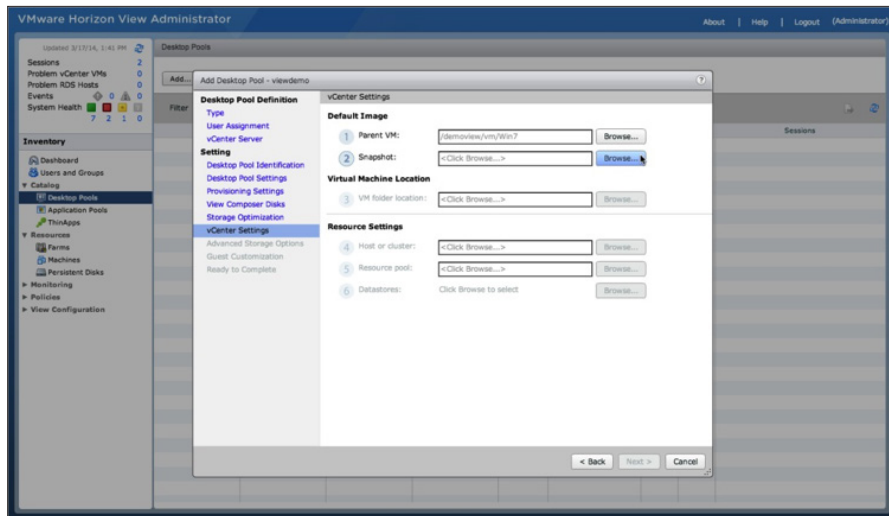 VMware Horizon View Administrator
About | Help | Logout (Administrator)
Updated 3/17/14, 1:41 PM
Sessions 2
Problem vCenter VMs 0
Problem RDS Hosts 0
Events 0 0
System Health
7 2 1 0
Inventory
Dashboard
Users and Groups
Catalog
Desktop Pools
Application Pools
ThinApps
Resources
Farms
Machines
Persistent Disks
Monitoring
Policies
View Configuration
Desktop Pools
Add...
Filter
Sessions
Add Desktop Pool - viewdemo
?
Desktop Pool Definition
Type
User Assignment
vCenter Server
Setting
Desktop Pool Identification
Desktop Pool Settings
Provisioning Settings
View Composer Disks
Storage Optimization
vCenter Settings
Advanced Storage Options
Guest Customization
Ready to Complete
vCenter Settings
Default Image
1 Parent VM: /demoview/vm/Win7 Browse...
2 Snapshot: <Click Browse...> Browse...
Virtual Machine Location
3 VM folder location: <Click Browse...> Browse...
Resource Settings
4 Host or cluster: <Click Browse...> Browse...
5 Resource pool: <Click Browse...> Browse...
6 Datastores: Click Browse to select Browse...
< Back Next > Cancel